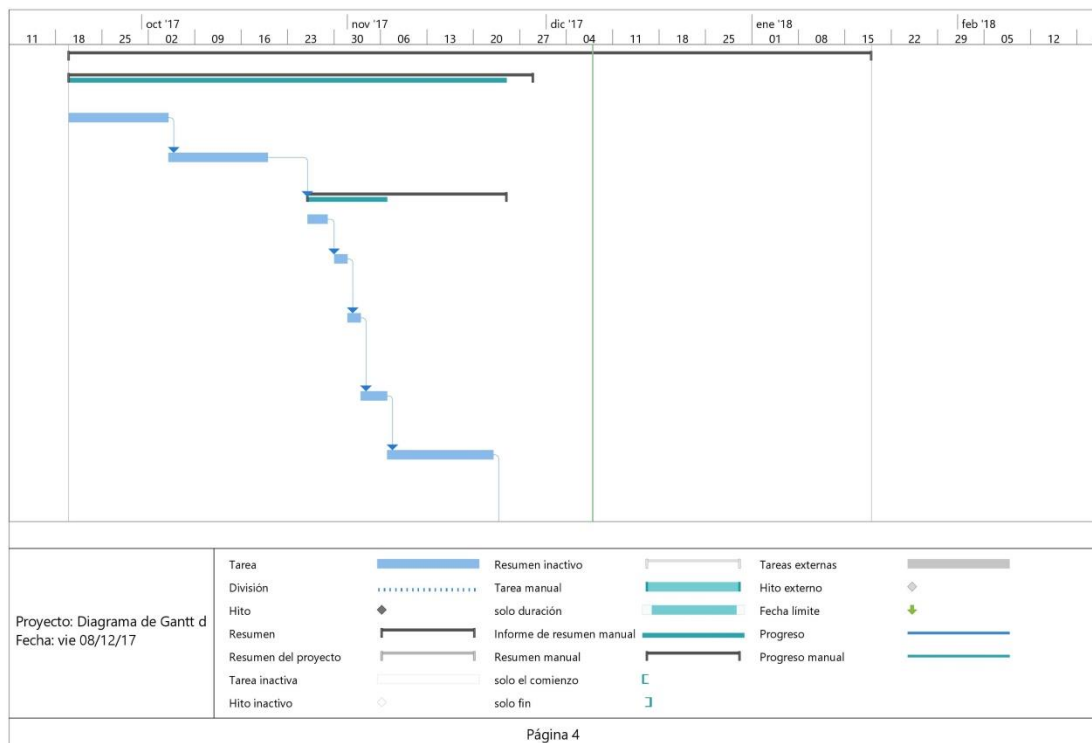 oct '17 nov '17 dic '17 ene '18 feb '18
11 18 25 02 09 16 23 30 06 13 20 27 04 11 18 25 01 08 15 22 29 05 12
Proyecto: Diagrama de Gantt d
Fecha: vie 08/12/17
Tarea Resumen inactivo Tareas externas
División Tarea manual Hito externo
Hito solo duración Fecha límite
Resumen Informe de resumen manual Progreso
Resumen del proyecto Resumen manual Progreso manual
Tarea inactiva solo el comienzo
Hito inactivo solo fin
Página 4